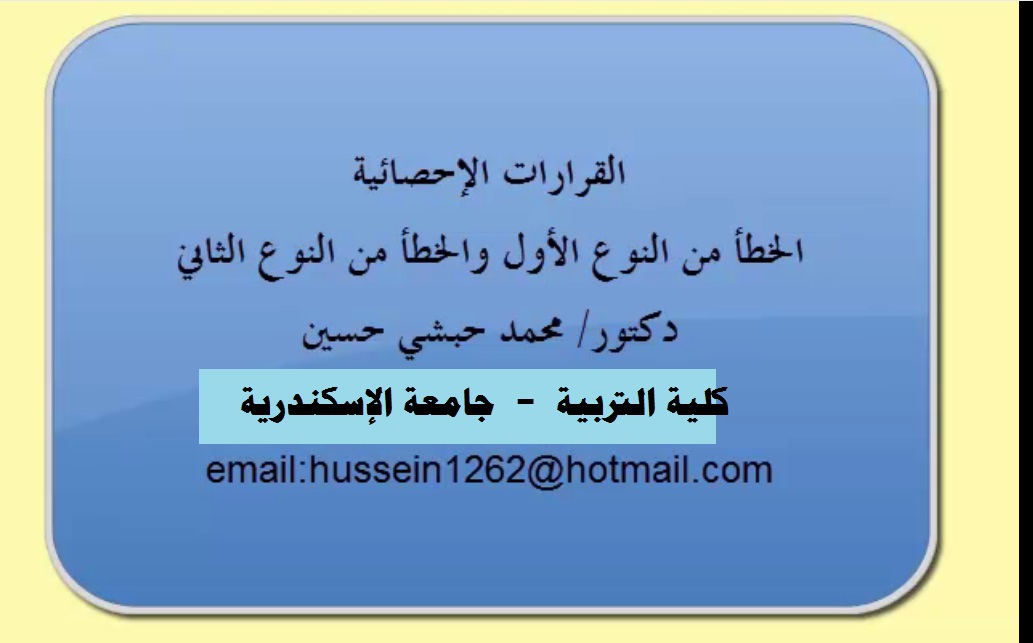 القرارات الإحصائية
الخطأ من النوع الأول والخطأ من النوع الثاني
دكتور/ محمد حبشي حسين
كلية التربية - جامعة الإسكندرية
email:hussein1262@hotmail.com